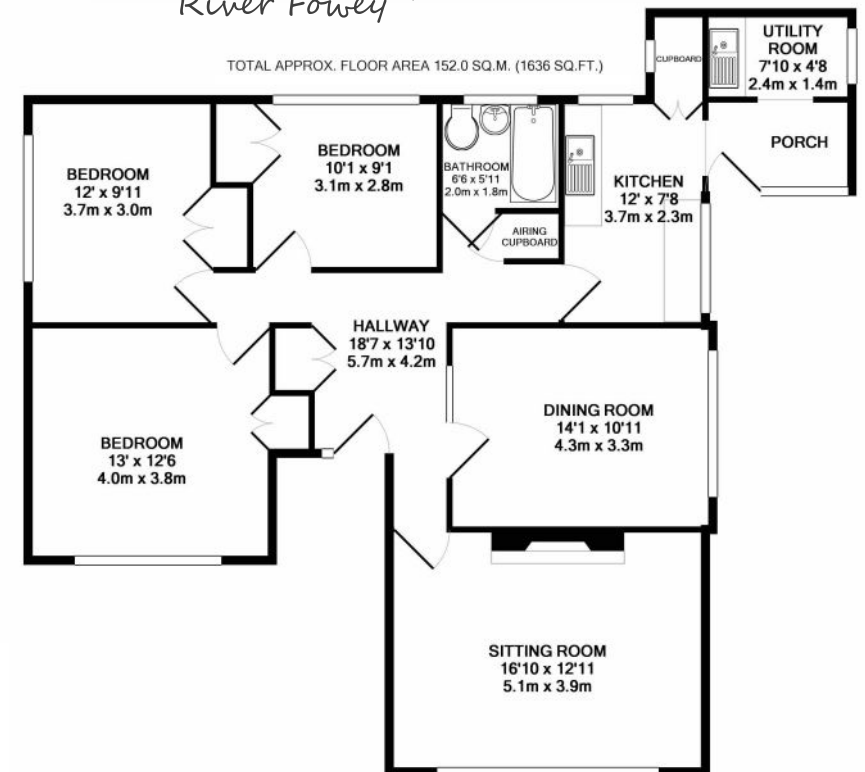 River Fowey
TOTAL APPROX. FLOOR AREA 152.0 SQ.M. (1636 SQ.FT.)
CUPBOARD
UTILITY
ROOM
7'10 x 4'8
2.4m x 1.4m
PORCH
BEDROOM
12' x 9'11
3.7m x 3.0m
BEDROOM
10'1 x 9'1
3.1m x 2.8m
BATHROOM
6'6 x 5'11
2.0m x 1.8m
KITCHEN
12' x 7'8
3.7m x 2.3m
AIRING
CUPBOARD
HALLWAY
18'7 x 13'10
5.7m x 4.2m
BEDROOM
13' x 12'6
4.0m x 3.8m
DINING ROOM
14'1 x 10'11
4.3m x 3.3m
SITTING ROOM
16'10 x 12'11
5.1m x 3.9m